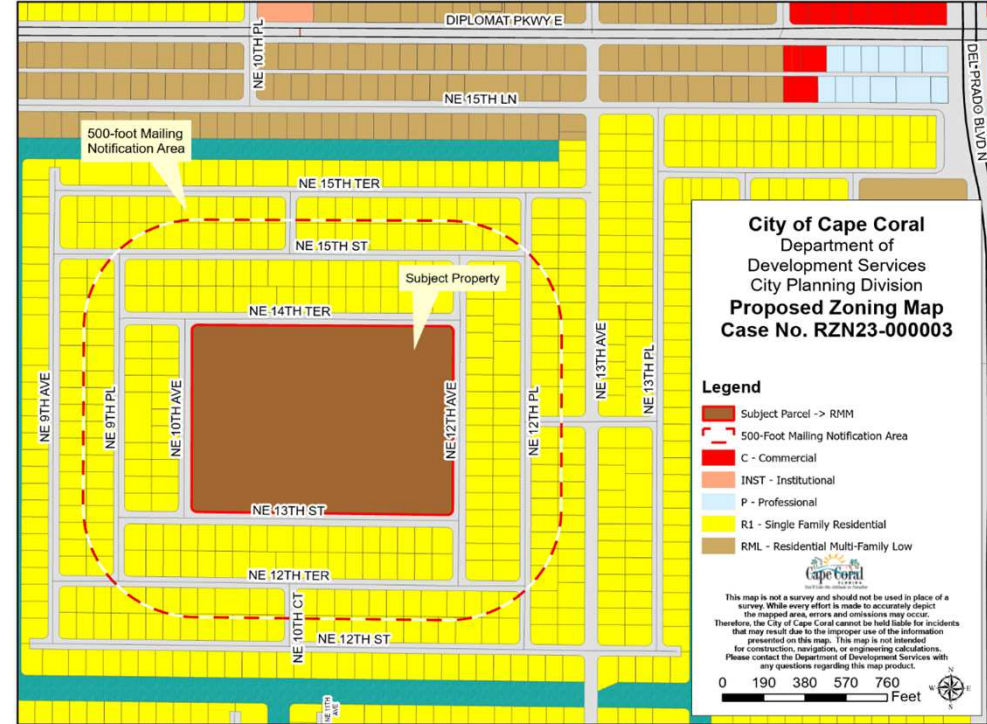 DIPLOMAT PKWY E
NE 10TH PL
DEL PRADO BLVD N
NE 15TH LN
500-foot Mailing
Notification Area
NE 15TH TER
NE 15TH ST
Subject Property
NE 14TH TER
NE 9TH AVE
NE 9TH PL
NE 10TH AVE
NE 12TH AVE
NE 12TH PL
NE 13TH AVE
NE 13TH PL
NE 13TH ST
NE 12TH TER
NE 10TH CT
NE 12TH ST
NE 11TH
AVE
City of Cape Coral
Department of
Development Services
City Planning Division
Proposed Zoning Map
Case No. RZN23-000003
Legend
Subject Parcel -> RMM
500-Foot Mailing Notification Area
C - Commercial
INST - Institutional
P - Professional
R1 - Single Family Residential
RML - Residential Multi-Family Low
Cape Coral
This map is not a survey and should not be used in place of a
survey. While every effort is made to accurately depict
the mapped area, errors and omissions may occur.
Therefore, the City of Cape Coral cannot be held liable for incidents
that may result due to the improper use of the information
presented on this map. This map is not intended
for construction, navigation, or engineering calculations.
Please contact the Department of Development Services with
any questions regarding this map product.
0 190 380 570 760
Feet
N
W E
S